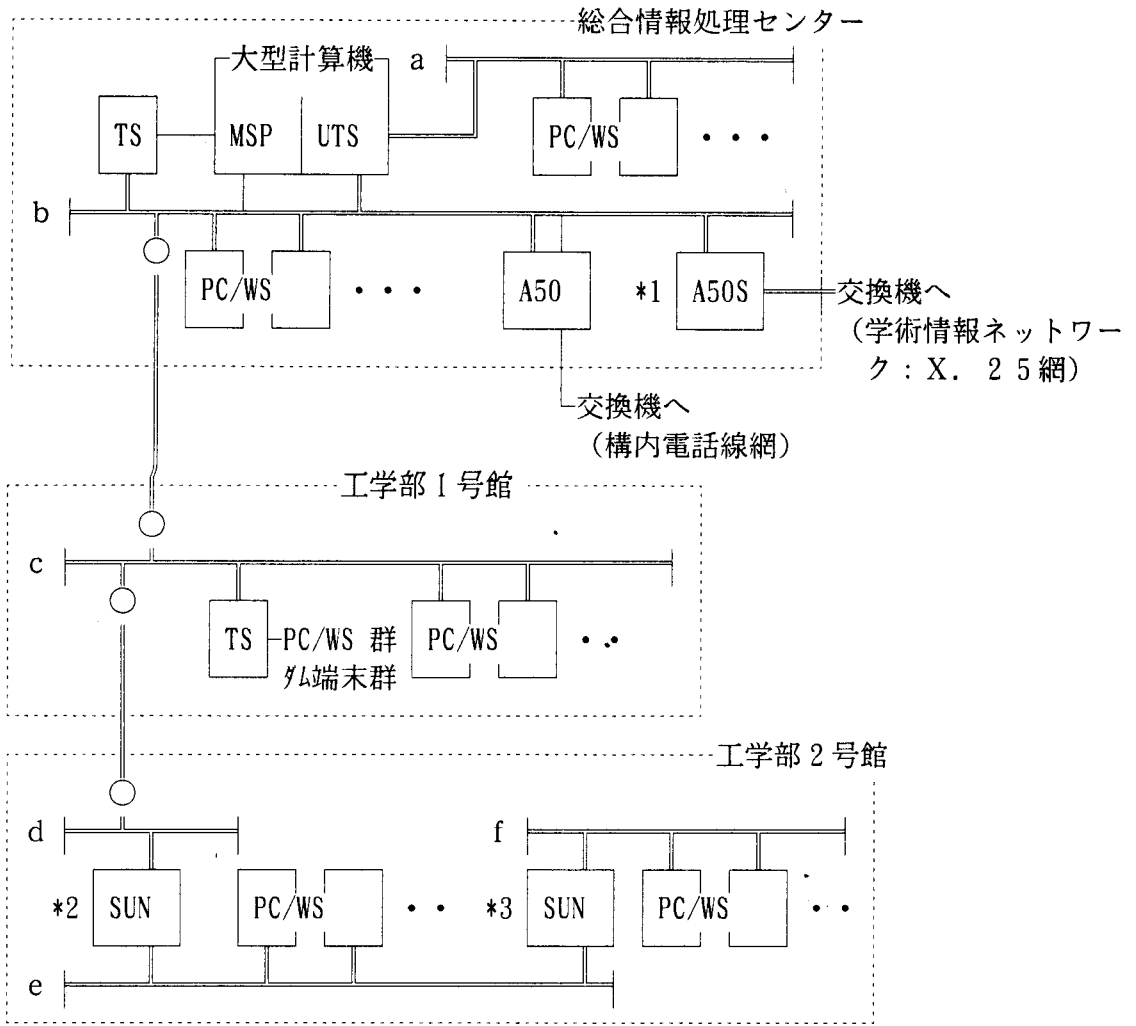 総合情報処理センター
大型計算機 a
TS MSP UTS PC/WS ・・・
b
PC/WS ・・・ A50 *1 A50S 交換機へ
（学術情報ネットワー
ク：X．２５網）
交換機へ
（構内電話線網）
工学部1号館
c
TS PC/WS 群 PC/WS ・・
ダム端末群
工学部2号館
d f
*2 SUN PC/WS ・・ *3 SUN PC/WS ・・
e